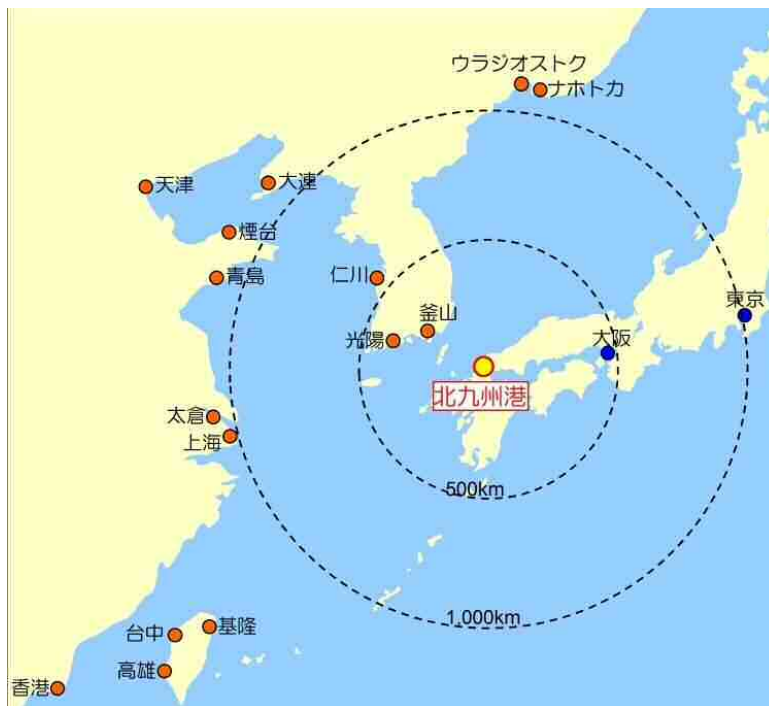 ウラジオストク
ナホトカ
天津
大連
煙台
青島
仁川
釜山
光陽
東京
大阪
北九州港
太倉
上海
500km
1,000km
基隆
台中
高雄
香港